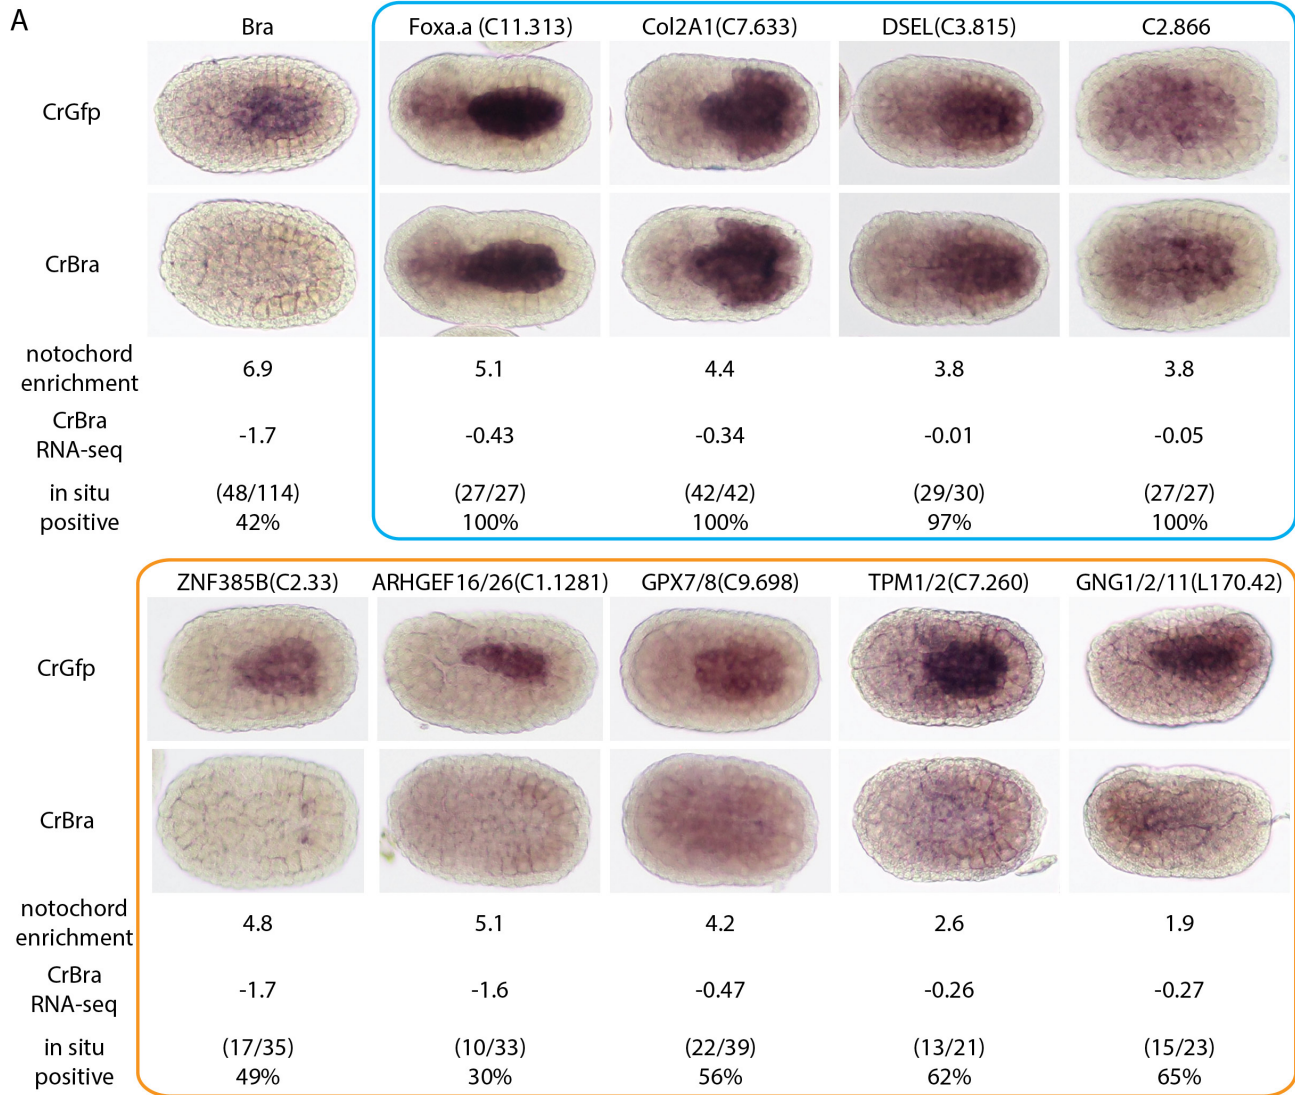 A
Bra Foxa.a (C11.313) Col2A1(C7.633) DSEL(C3.815) C2.866
CrGfp
CrBra
notochord
enrichment 6.9 5.1 4.4 3.8 3.8
CrBra
RNA-seq -1.7 -0.43 -0.34 -0.01 -0.05
in situ (48/114) (27/27) (42/42) (29/30) (27/27)
positive 42% 100% 100% 97% 100%
ZNF385B(C2.33) ARHGEF16/26(C1.1281) GPX7/8(C9.698) TPM1/2(C7.260) GNG1/2/11(L170.42)
CrGfp
CrBra
notochord
enrichment 4.8 5.1 4.2 2.6 1.9
CrBra
RNA-seq -1.7 -1.6 -0.47 -0.26 -0.27
in situ (17/35) (10/33) (22/39) (13/21) (15/23)
positive 49% 30% 56% 62% 65%